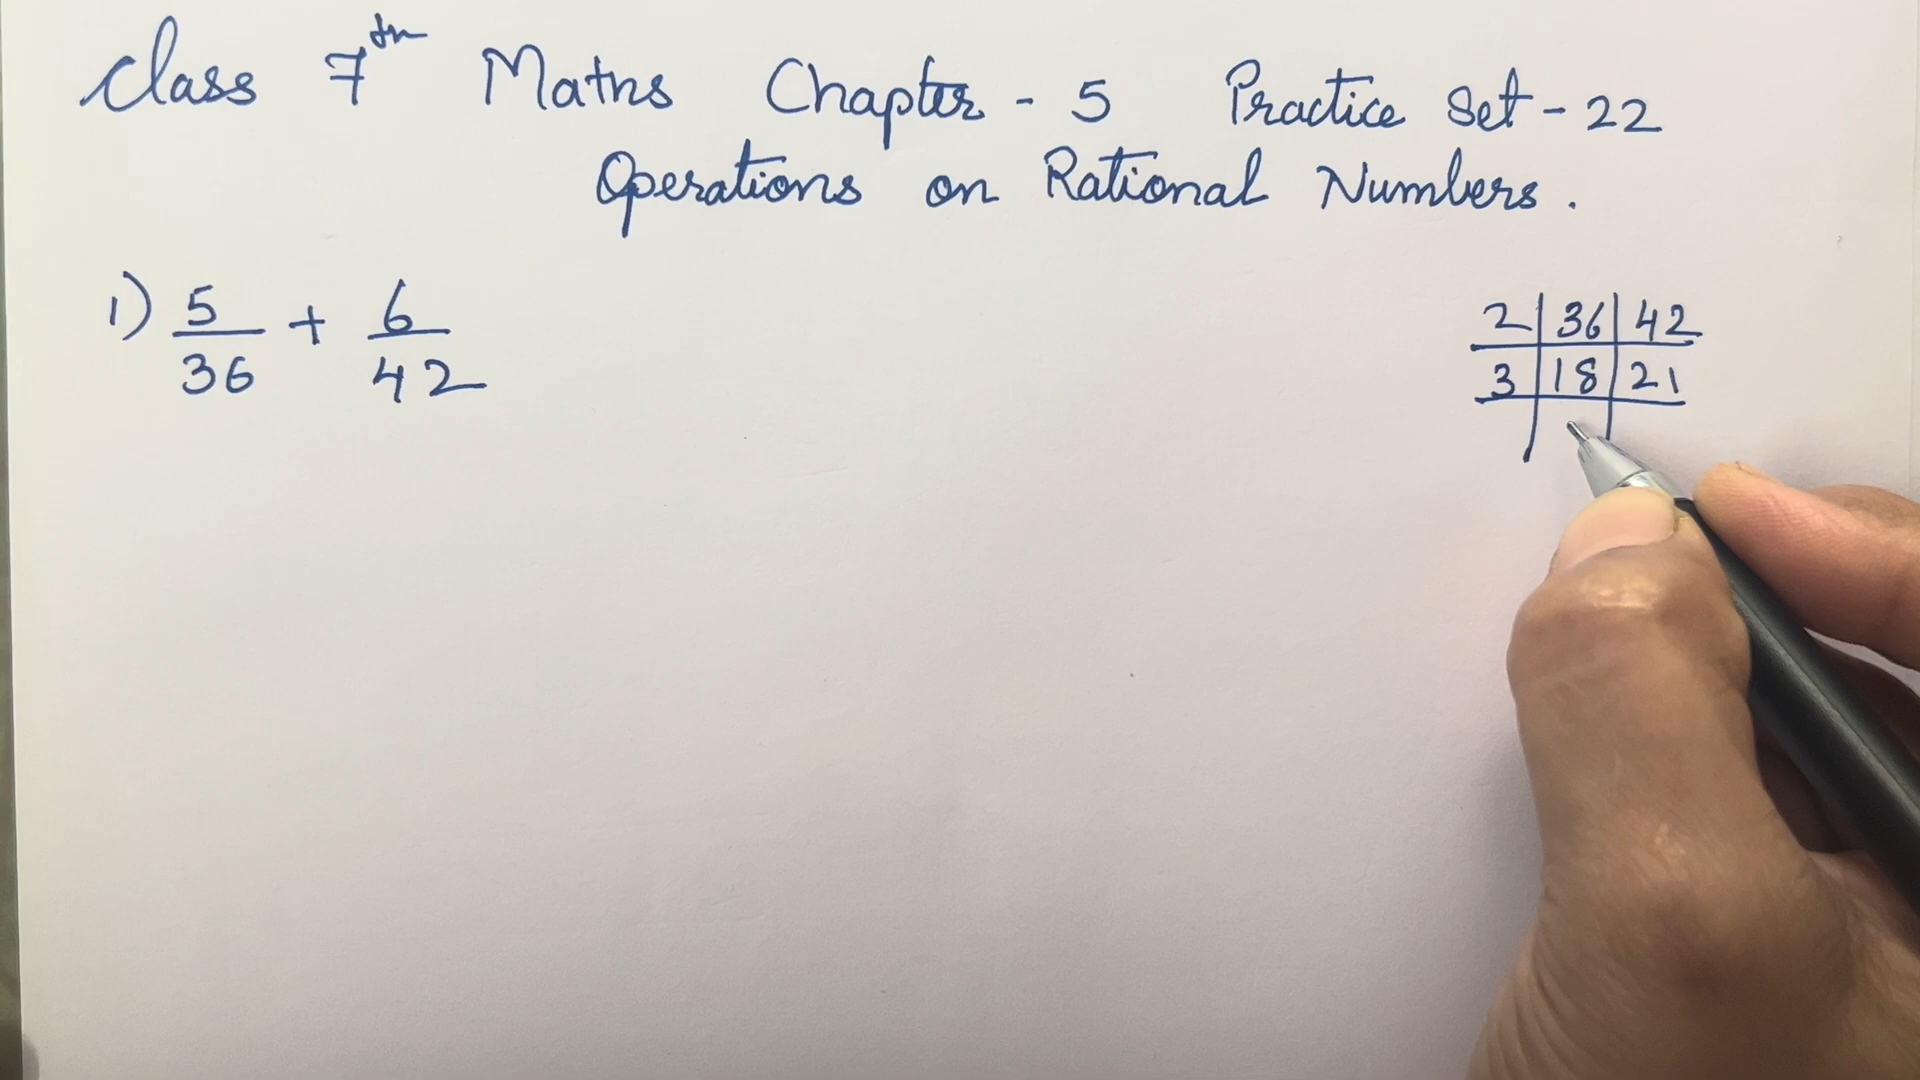 Class 7th Maths Chapter - 5 Practice Set - 22
Operations on Rational Numbers.
1) 5/36 + 6/42
2 | 36 | 42
3 | 18 | 21